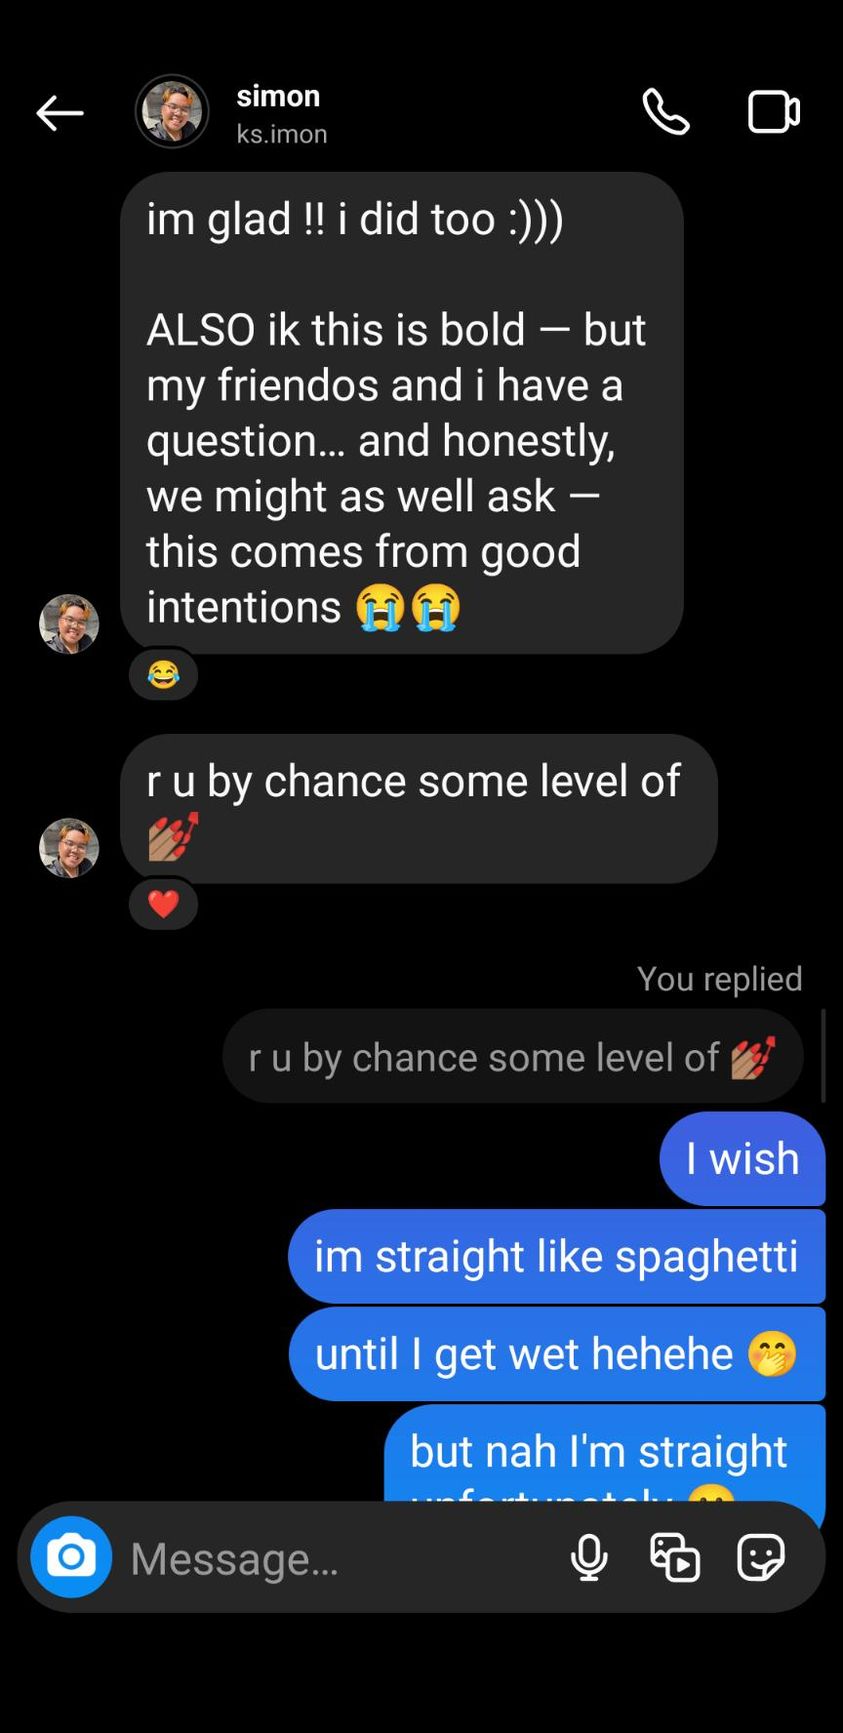 simon
ks.imon
im glad !! i did too :)))
ALSO ik this is bold — but
my friendos and i have a
question... and honestly,
we might as well ask —
this comes from good
intentions 😭😭
😂
r u by chance some level of
💅🏽
❤️
You replied
r u by chance some level of 💅🏽
I wish
im straight like spaghetti
until I get wet hehehe 🤭
but nah I'm straight
Message...